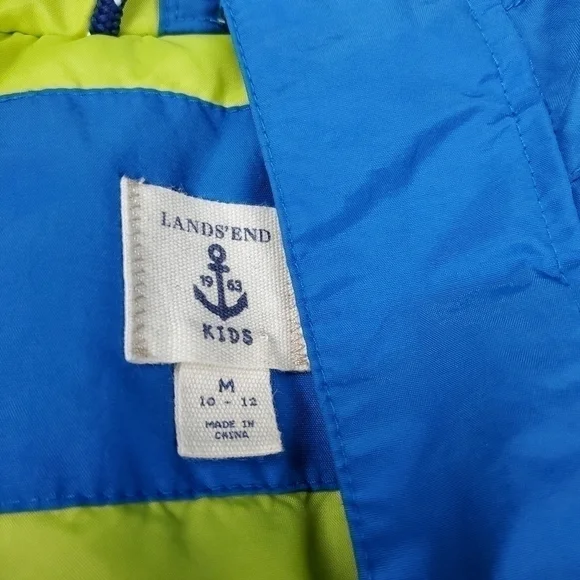 LANDS' END
19 63
KIDS
M
10 - 12
MADE IN
CHINA